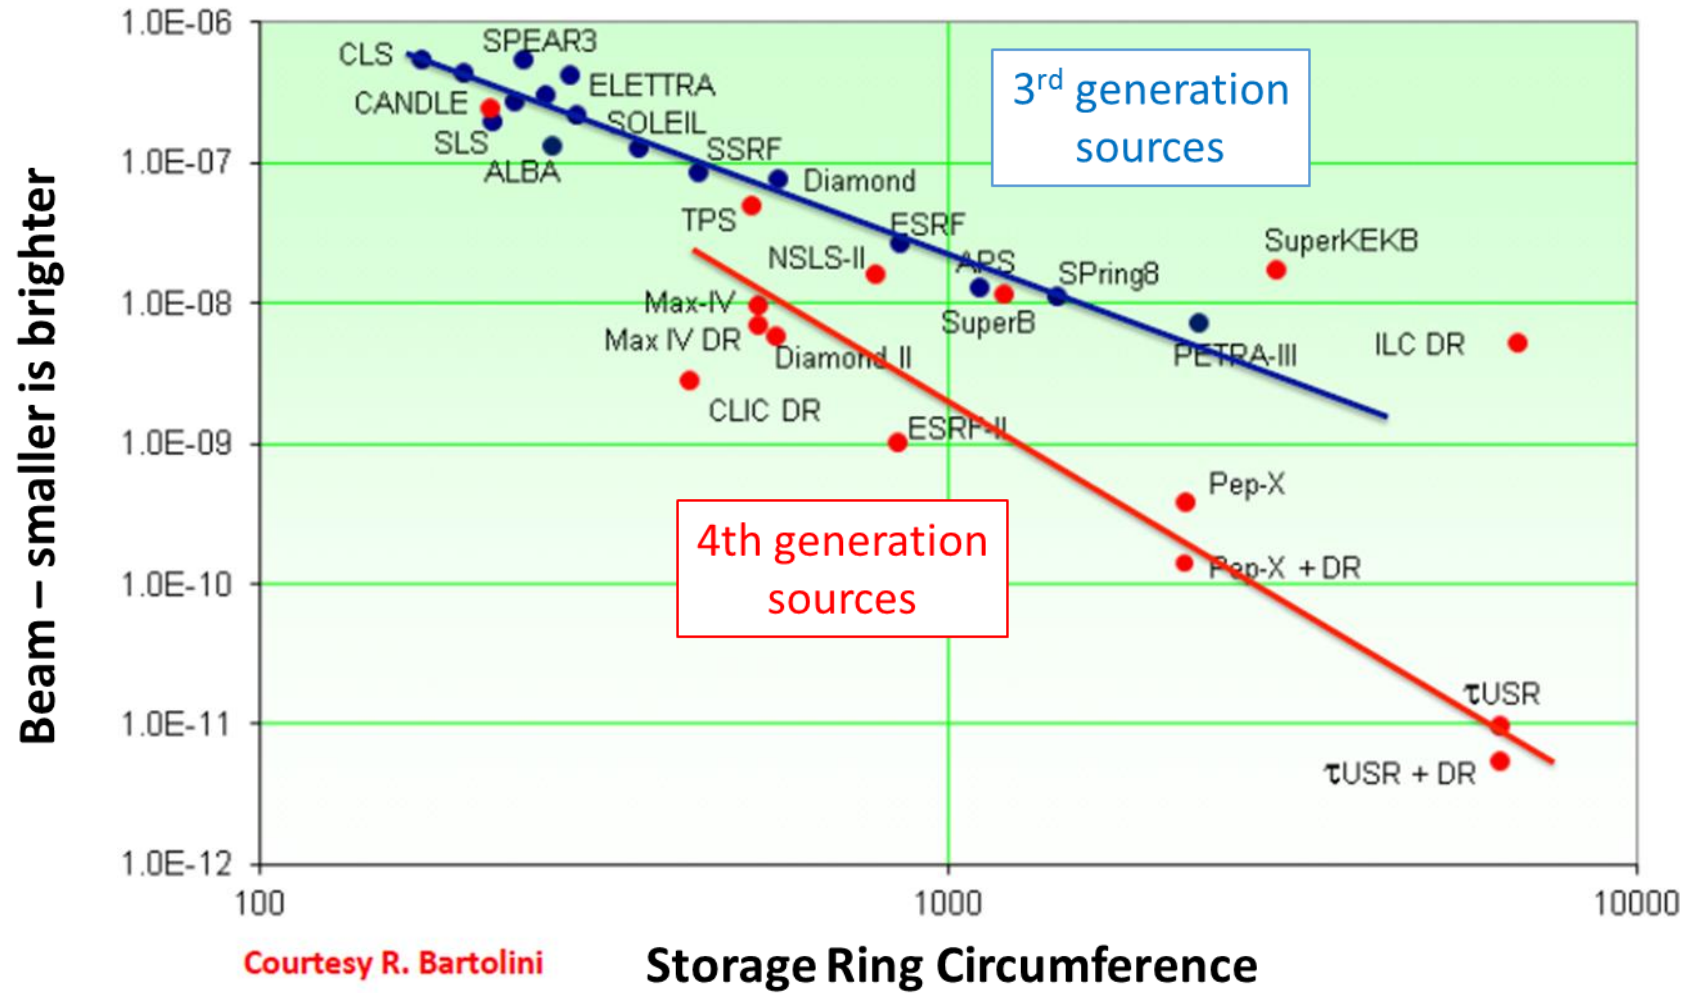 Beam – smaller is brighter
1.0E-06
1.0E-07
1.0E-08
1.0E-09
1.0E-10
1.0E-11
1.0E-12
100
1000
10000
Storage Ring Circumference
Courtesy R. Bartolini
3rd generation
sources
4th generation
sources
CLS
SPEAR3
ELETTRA
CANDLE
SOLEIL
SLS
ALBA
SSRF
Diamond
TPS
ESRF
NSLS-II
APS
SPring8
SuperKEKB
Max-IV
SuperB
Max IV DR
Diamond II
PETRA-III
ILC DR
CLIC DR
ESRF-II
Pep-X
Pep-X + DR
τUSR
τUSR + DR